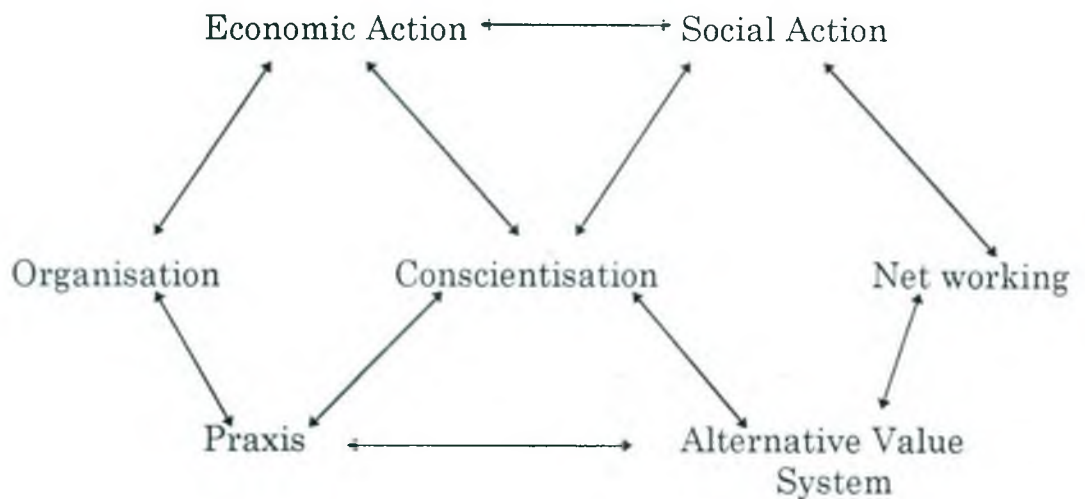 Economic Action Social Action
Organisation Conscientisation Net working
Praxis Alternative Value
System